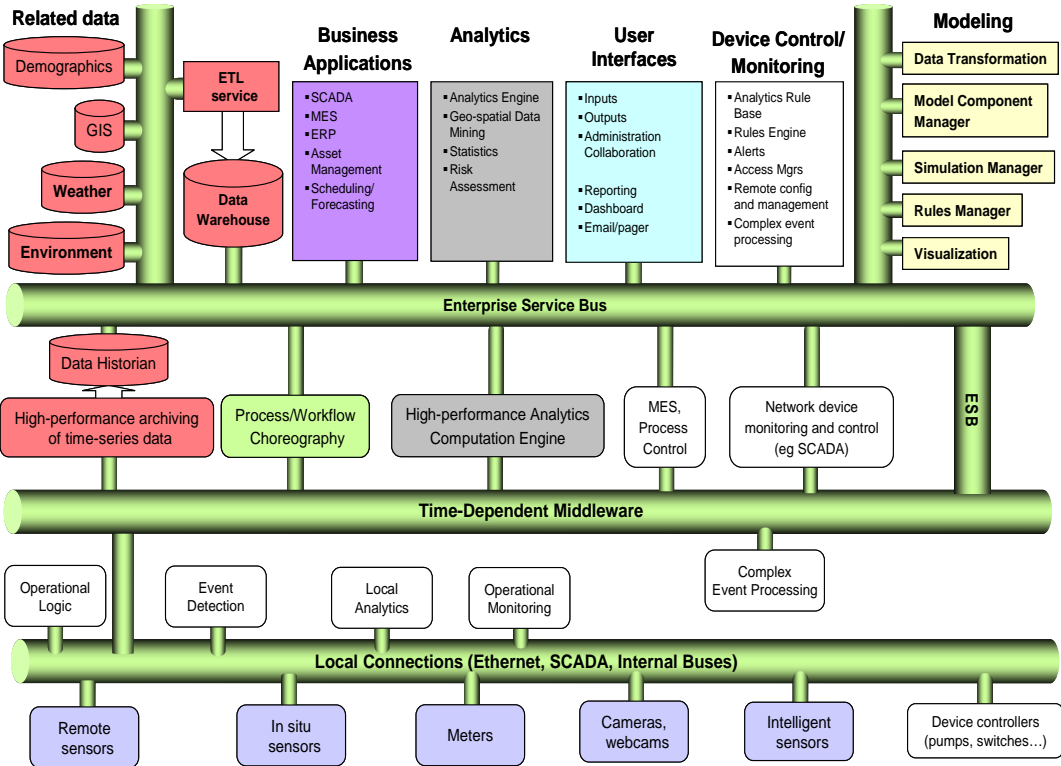 Related data
Demographics
GIS
Weather
Environment
ETL
service
Data
Warehouse
Business
Applications
▪SCADA
▪MES
▪ERP
▪Asset
Management
▪Scheduling/
Forecasting
Analytics
▪Analytics Engine
▪Geo-spatial Data
Mining
▪Statistics
▪Risk
Assessment
User
Interfaces
▪Inputs
▪Outputs
▪Administration
Collaboration
▪Reporting
▪Dashboard
▪Email/pager
Device Control/
Monitoring
▪Analytics Rule
Base
▪Rules Engine
▪Alerts
▪Access Mgrs
▪Remote config
and management
▪Complex event
processing
Modeling
Data Transformation
Model Component
Manager
Simulation Manager
Rules Manager
Visualization
Enterprise Service Bus
Data Historian
High-performance archiving
of time-series data
Process/Workflow
Choreography
High-performance Analytics
Computation Engine
MES,
Process
Control
Network device
monitoring and control
(eg SCADA)
ESB
Time-Dependent Middleware
Operational
Logic
Event
Detection
Local
Analytics
Operational
Monitoring
Complex
Event Processing
Local Connections (Ethernet, SCADA, Internal Buses)
Remote
sensors
In situ
sensors
Meters
Cameras,
webcams
Intelligent
sensors
Device controllers
(pumps, switches…)